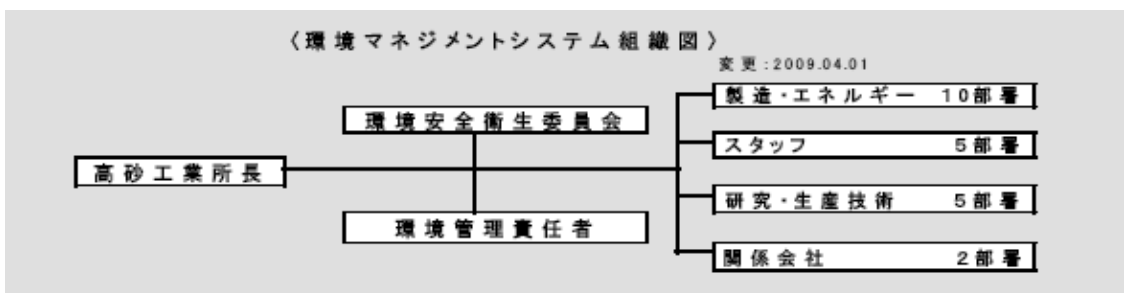 〈環境マネジメントシステム組織図〉
変更:2009.04.01
製造・エネルギー 10部署
環境安全衛生委員会
スタッフ 5部署
高砂工業所長
研究・生産技術 5部署
環境管理責任者
関係会社 2部署